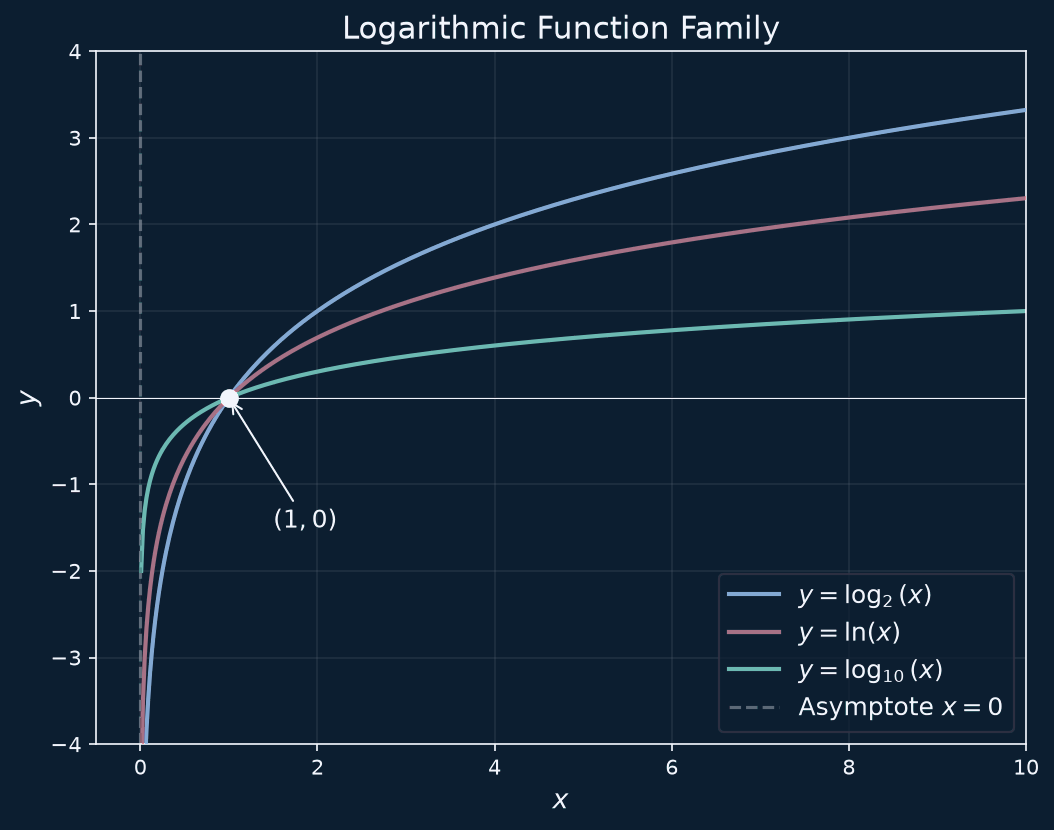 Logarithmic Function Family
4
3
2
1
0
−1
−2
−3
−4
y
(1, 0)
y = log₂ (x)
y = ln(x)
y = log₁₀ (x)
Asymptote x = 0
0 2 4 6 8 10
x